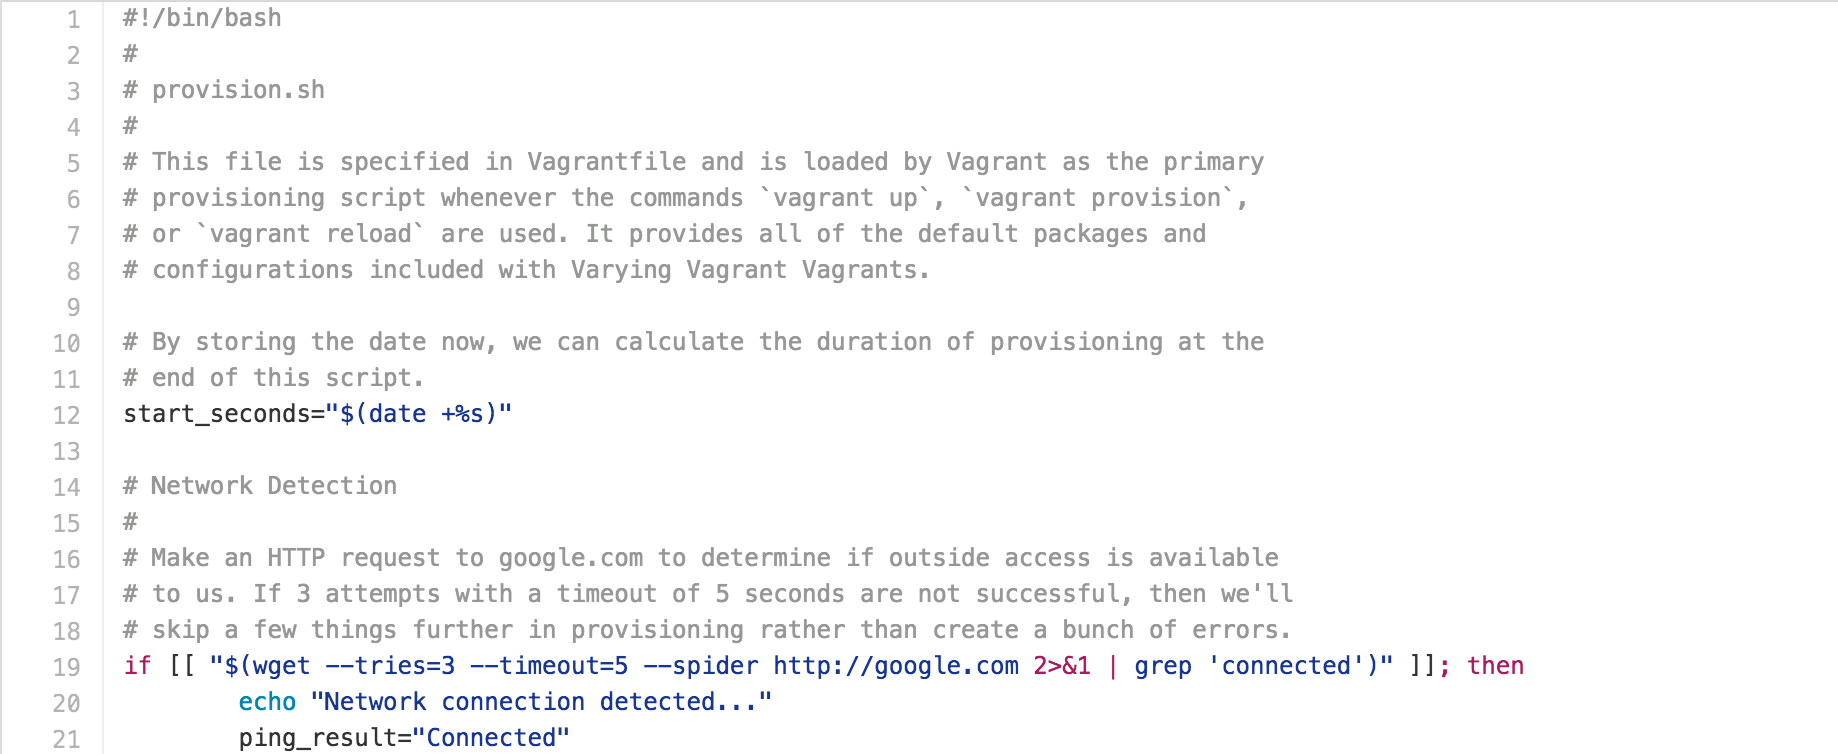 1 #!/bin/bash
2 #
3 # provision.sh
4 #
5 # This file is specified in Vagrantfile and is loaded by Vagrant as the primary
6 # provisioning script whenever the commands `vagrant up`, `vagrant provision`,
7 # or `vagrant reload` are used. It provides all of the default packages and
8 # configurations included with Varying Vagrant Vagrants.
9
10 # By storing the date now, we can calculate the duration of provisioning at the
11 # end of this script.
12 start_seconds="$(date +%s)"
13
14 # Network Detection
15 #
16 # Make an HTTP request to google.com to determine if outside access is available
17 # to us. If 3 attempts with a timeout of 5 seconds are not successful, then we'll
18 # skip a few things further in provisioning rather than create a bunch of errors.
19 if [[ "$(wget --tries=3 --timeout=5 --spider http://google.com 2>&1 | grep 'connected')" ]]; then
20         echo "Network connection detected..."
21         ping_result="Connected"